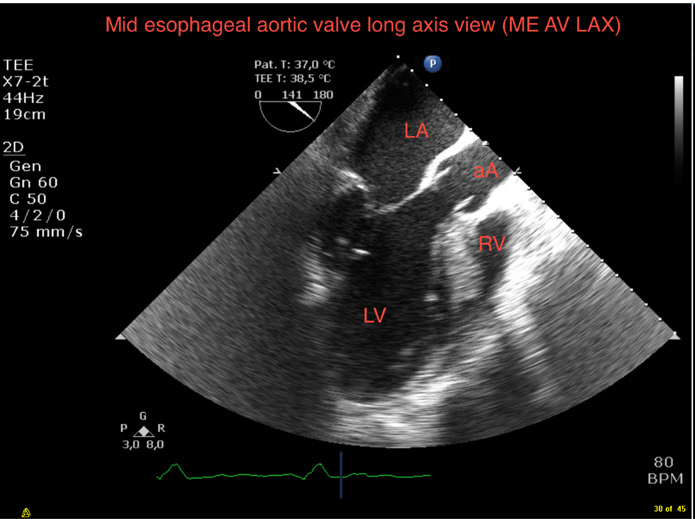 Mid esophageal aortic valve long axis view (ME AV LAX)
TEE
X7-2t
44Hz
19cm
2D
Gen
Gn 60
C 50
4/2/0
75 mm/s
Pat. T: 37,0 °C
TEE T: 38,5 °C
0 141 180
P
LA
aA
RV
LV
G
P R
3,0 8,0
80
BPM
30 of 45